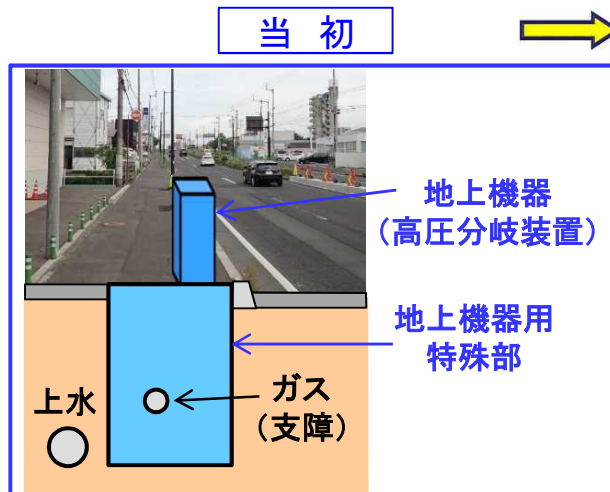 当 初
地上機器
（高圧分岐装置）
地上機器用
特殊部
上水
ガス
（支障）